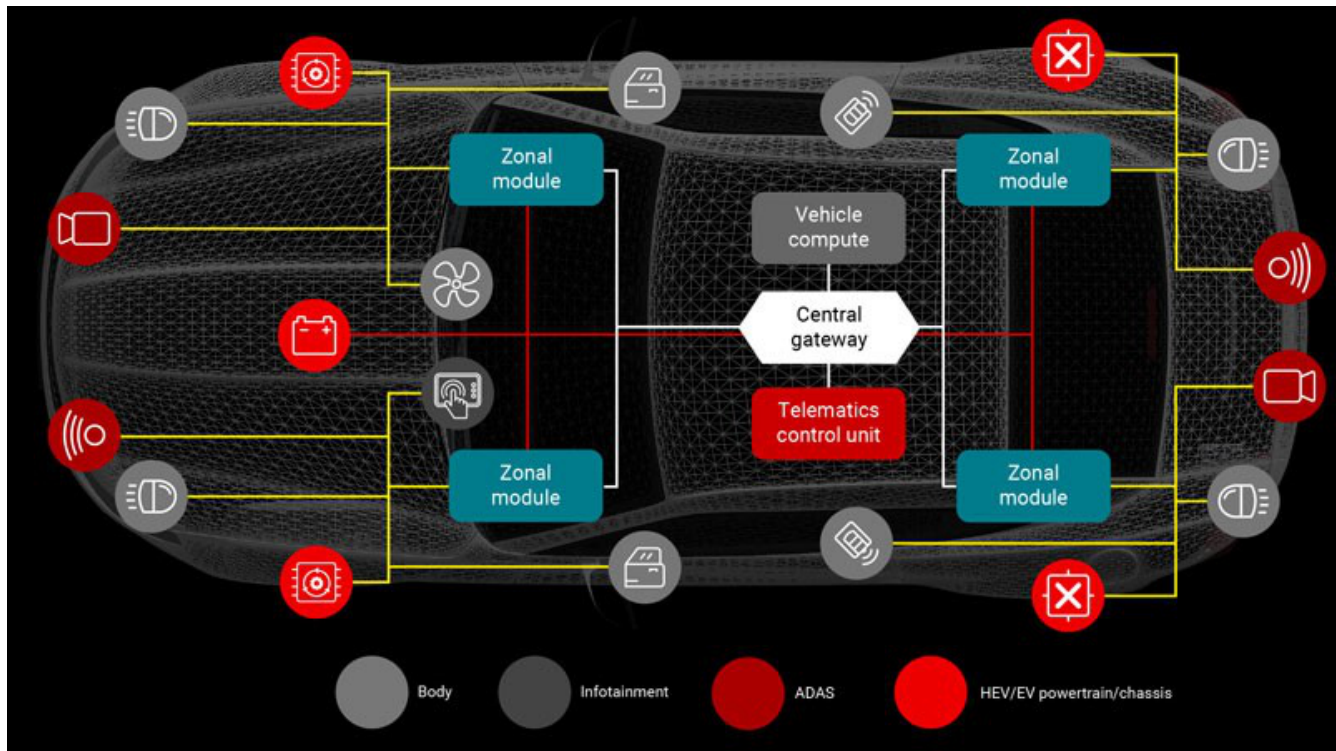 Zonal
module
Zonal
module
Vehicle
compute
Central
gateway
Telematics
control unit
Zonal
module
Zonal
module
Body
Infotainment
ADAS
HEV/EV powertrain/chassis